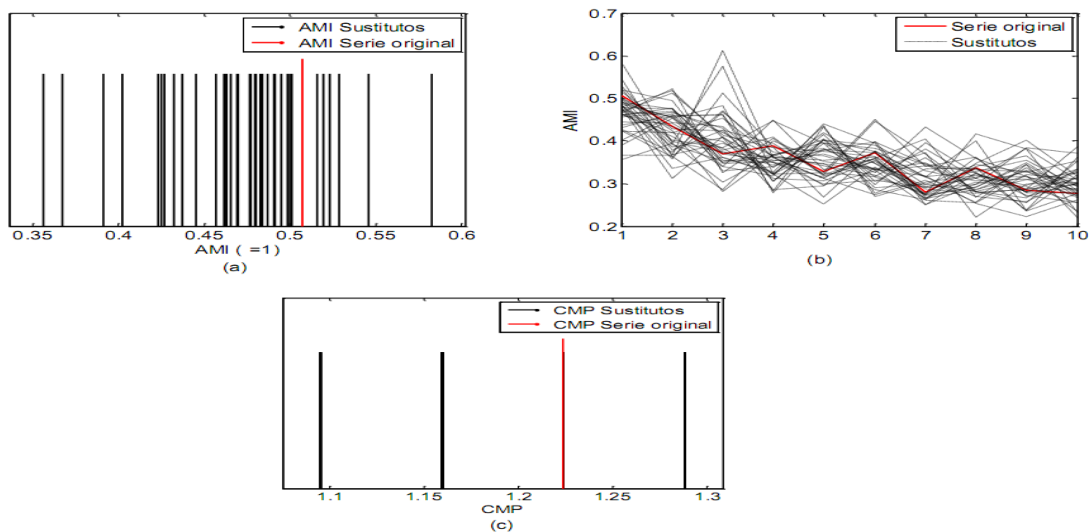 AMI Sustitutos
AMI Serie original
0.35 0.4 0.45 0.5 0.55 0.6
AMI ( =1)
(a)
0.7
0.6
0.5
0.4
0.3
0.2
AMI
Serie original
Sustitutos
1 2 3 4 5 6 7 8 9 10
(b)
CMP Sustitutos
CMP Serie original
1.1 1.15 1.2 1.25 1.3
CMP
(c)